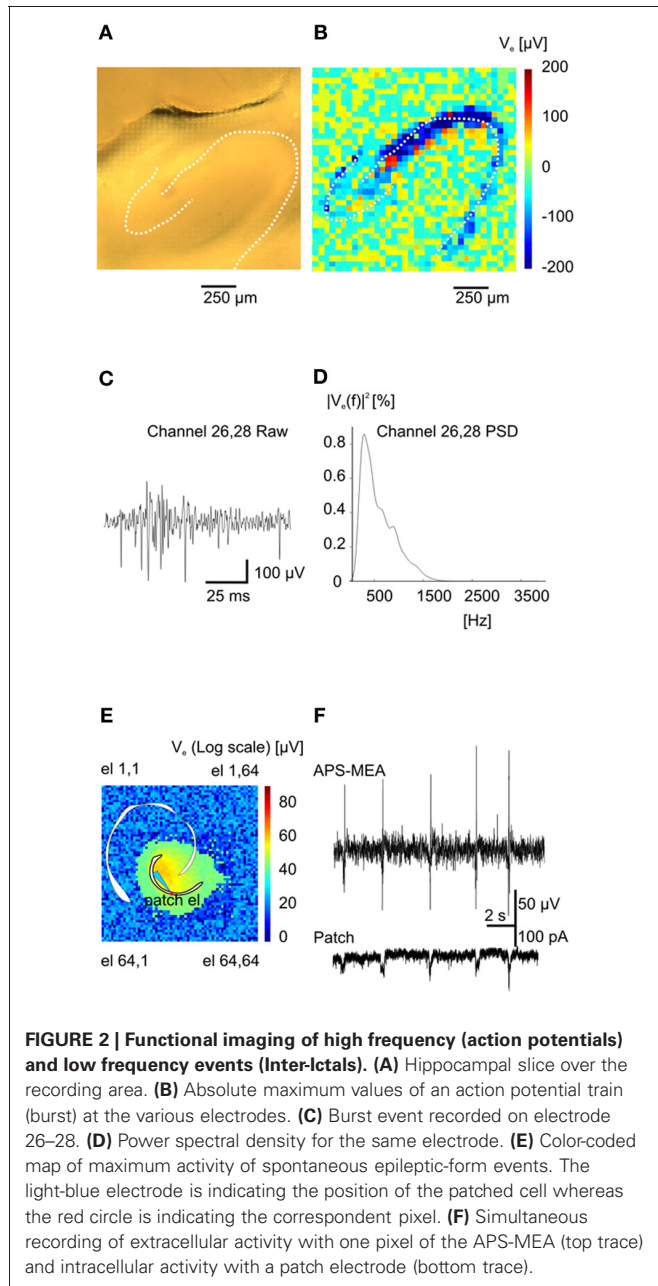 A
B
Vₑ [µV]
200
100
0
-100
-200
250 µm
250 µm
C
D
|Vₑ(f)|² [%]
Channel 26,28 Raw
Channel 26,28 PSD
0.8
0.6
0.4
0.2
0
100 µV
25 ms
500
1500
2500
3500
[Hz]
E
F
Vₑ (Log scale) [µV]
el 1,1
el 1,64
80
60
40
20
0
patch el.
el 64,1
el 64,64
APS-MEA
50 µV
2 s
100 pA
Patch
FIGURE 2 | Functional imaging of high frequency (action potentials)
and low frequency events (Inter-Ictals). (A) Hippocampal slice over the
recording area. (B) Absolute maximum values of an action potential train
(burst) at the various electrodes. (C) Burst event recorded on electrode
26–28. (D) Power spectral density for the same electrode. (E) Color-coded
map of maximum activity of spontaneous epileptic-form events. The
light-blue electrode is indicating the position of the patched cell whereas
the red circle is indicating the correspondent pixel. (F) Simultaneous
recording of extracellular activity with one pixel of the APS-MEA (top trace)
and intracellular activity with a patch electrode (bottom trace).